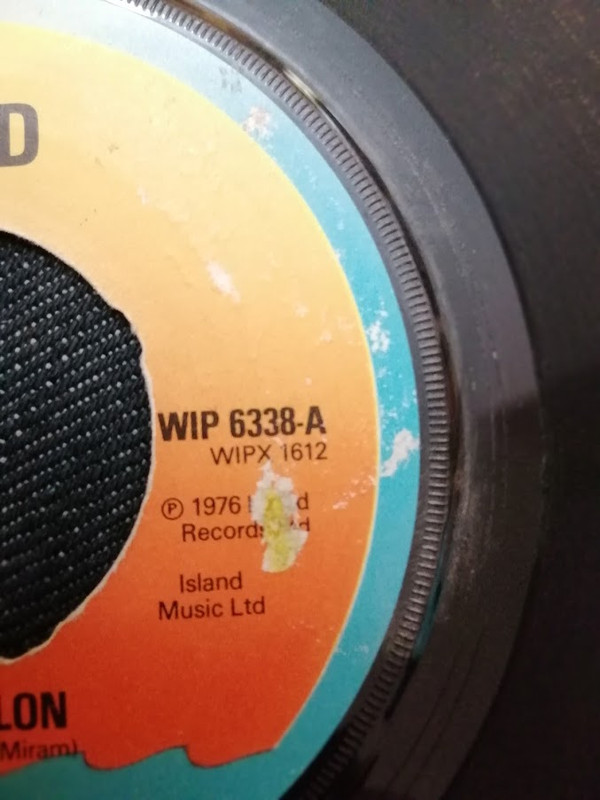 D
WIP 6338-A
WIPX 1612
℗ 1976
Records
Island
Music Ltd
LON
Miram)